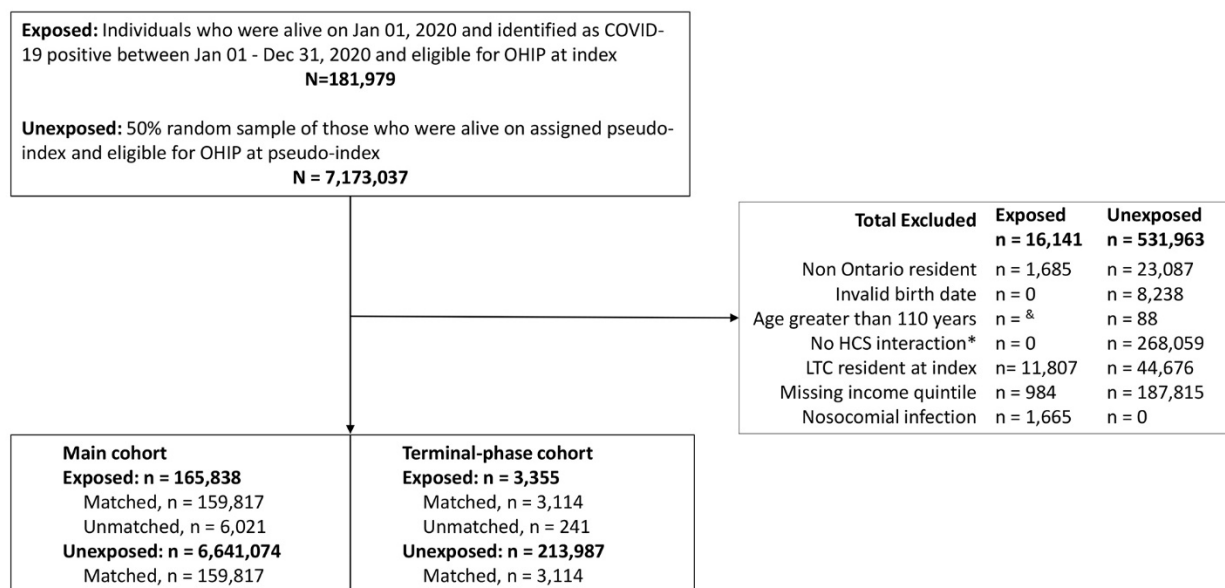 Exposed: Individuals who were alive on Jan 01, 2020 and identified as COVID-
19 positive between Jan 01 - Dec 31, 2020 and eligible for OHIP at index
N=181,979
Unexposed: 50% random sample of those who were alive on assigned pseudo-
index and eligible for OHIP at pseudo-index
N = 7,173,037
Total Excluded Exposed Unexposed
n = 16,141 n = 531,963
Non Ontario resident n = 1,685 n = 23,087
Invalid birth date n = 0 n = 8,238
Age greater than 110 years n = & n = 88
No HCS interaction* n = 0 n = 268,059
LTC resident at index n= 11,807 n = 44,676
Missing income quintile n = 984 n = 187,815
Nosocomial infection n = 1,665 n = 0
Main cohort
Exposed: n = 165,838
Matched, n = 159,817
Unmatched, n = 6,021
Unexposed: n = 6,641,074
Matched, n = 159,817
Terminal-phase cohort
Exposed: n = 3,355
Matched, n = 3,114
Unmatched, n = 241
Unexposed: n = 213,987
Matched, n = 3,114